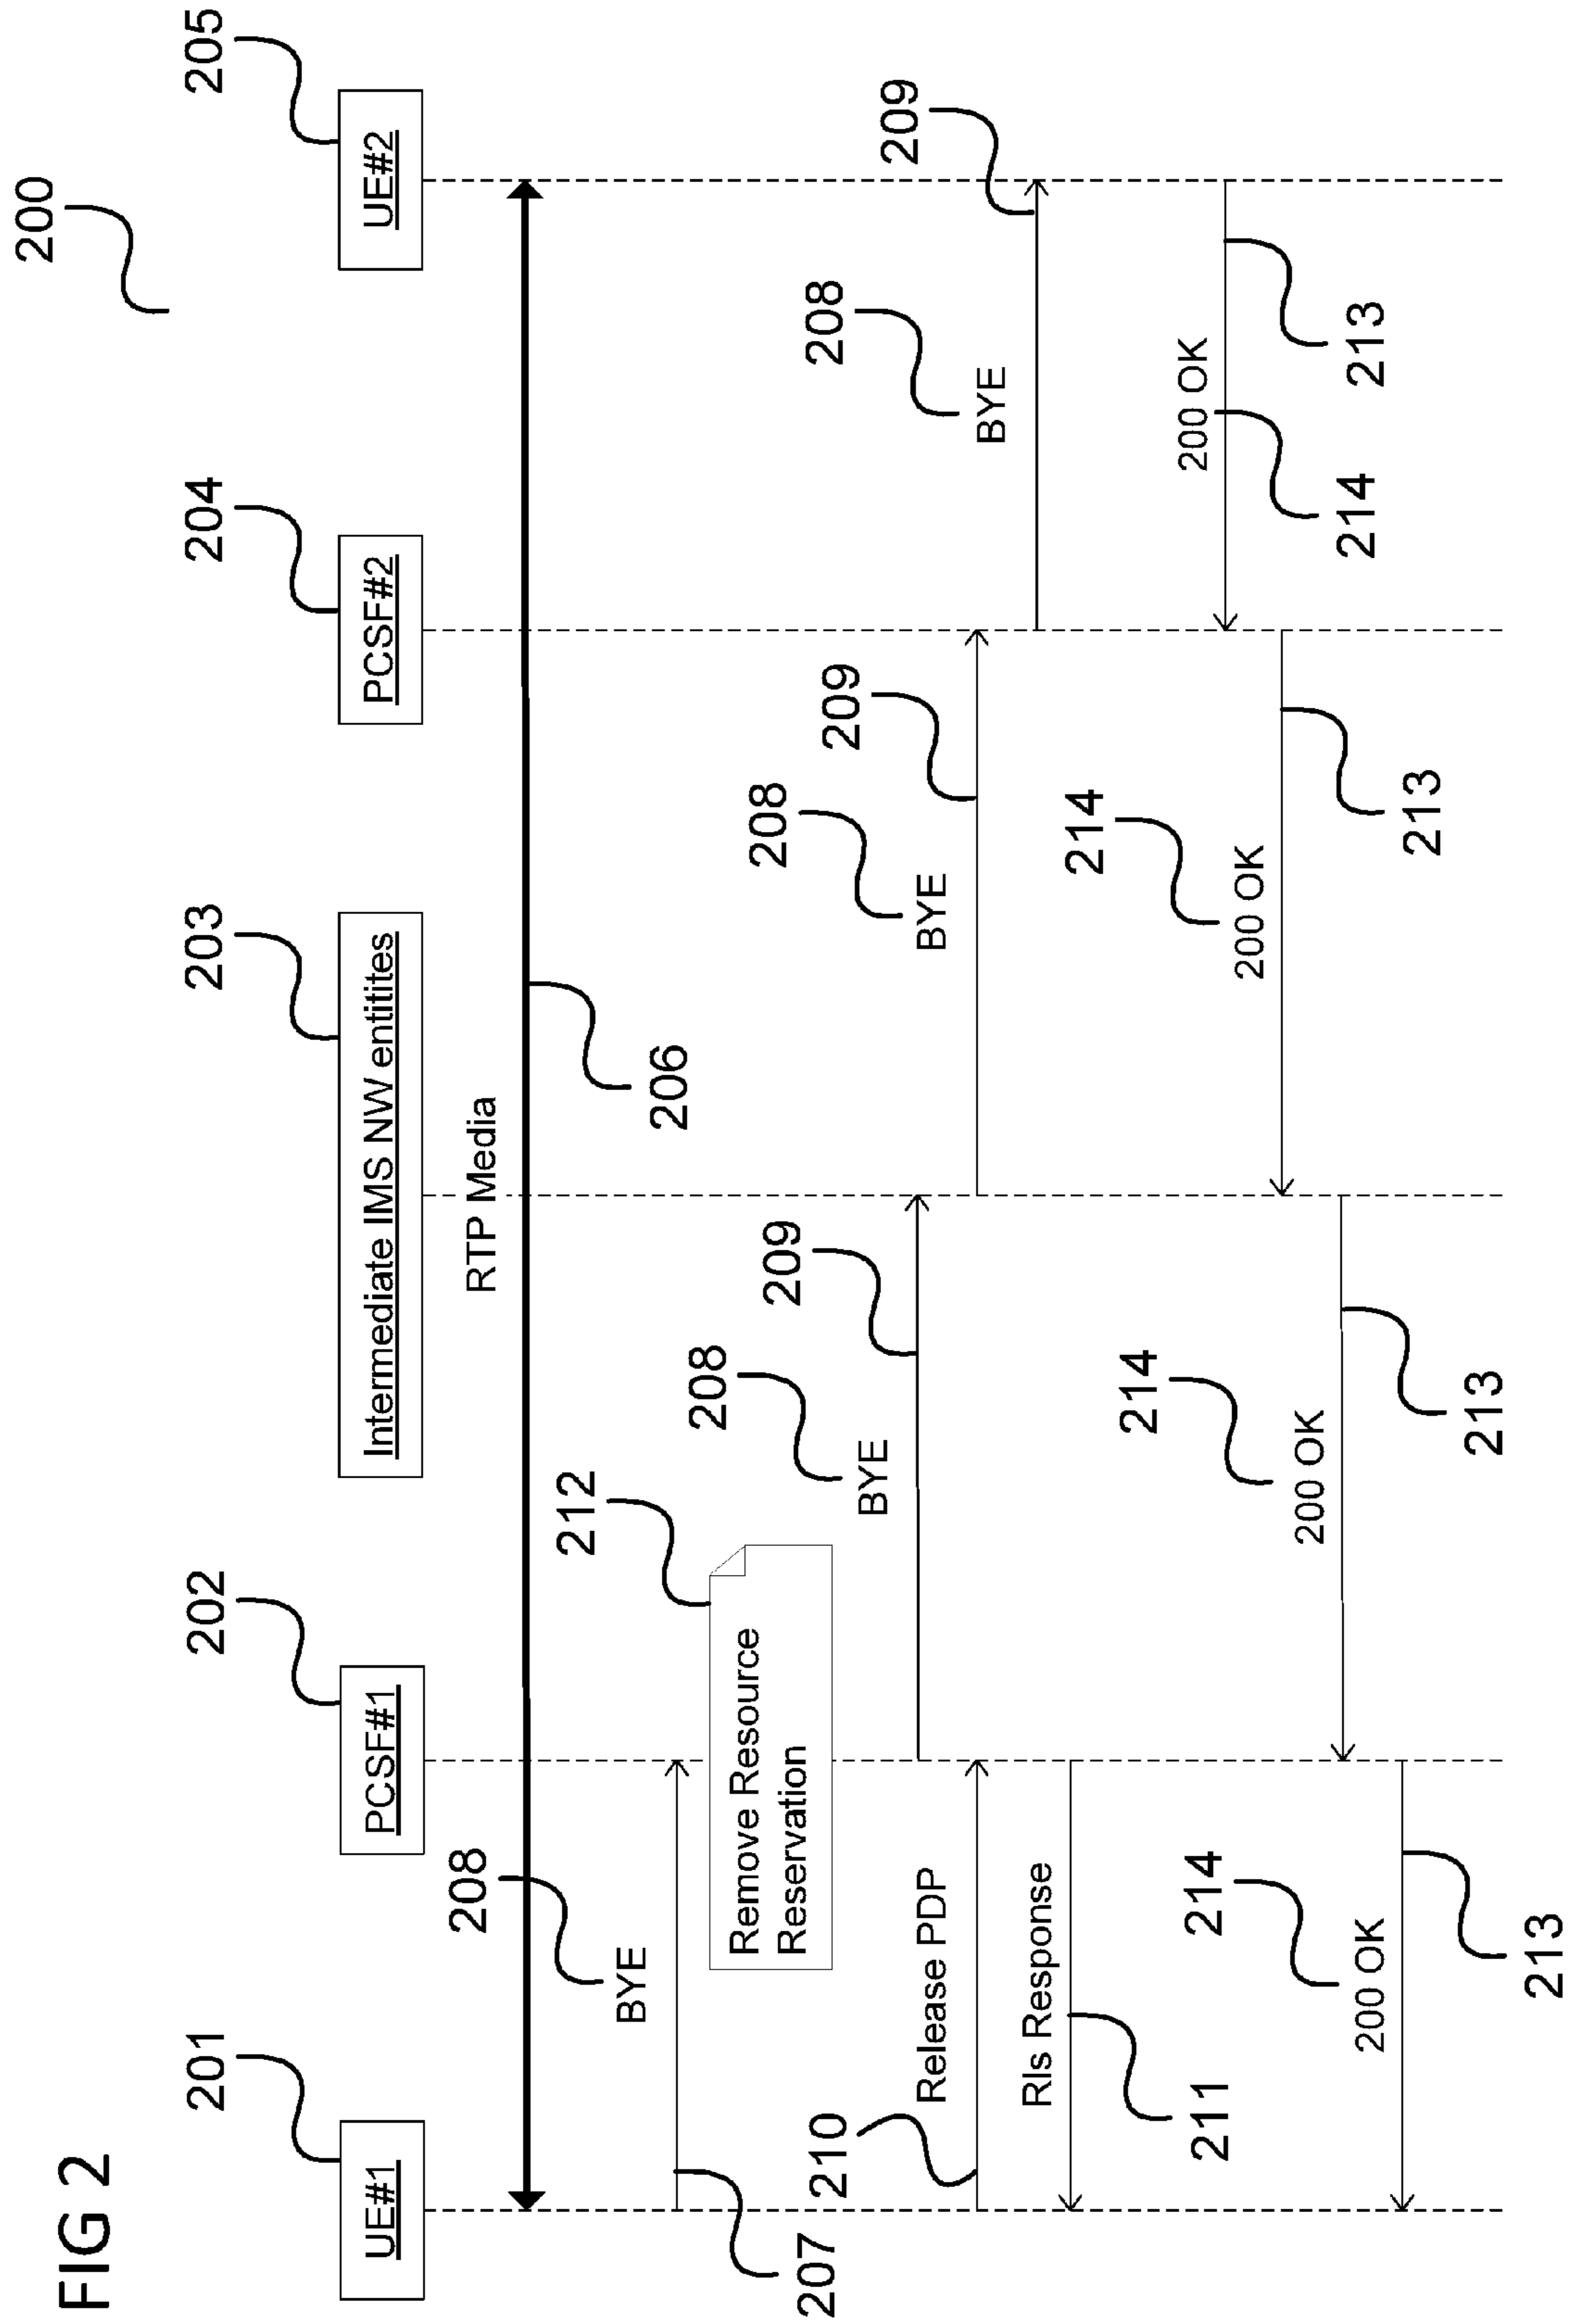 FIG 2
200
201
202
203
204
205
UE#1
PCSF#1
Intermediate IMS NW entitites
PCSF#2
UE#2
RTP Media
206
208
BYE
207
212
Remove Resource
Reservation
208
BYE
209
208
BYE
209
208
BYE
209
210
Release PDP
Rls Response
211
200 OK
213
214
214
200 OK
213
214
200 OK
213
214
200 OK
213